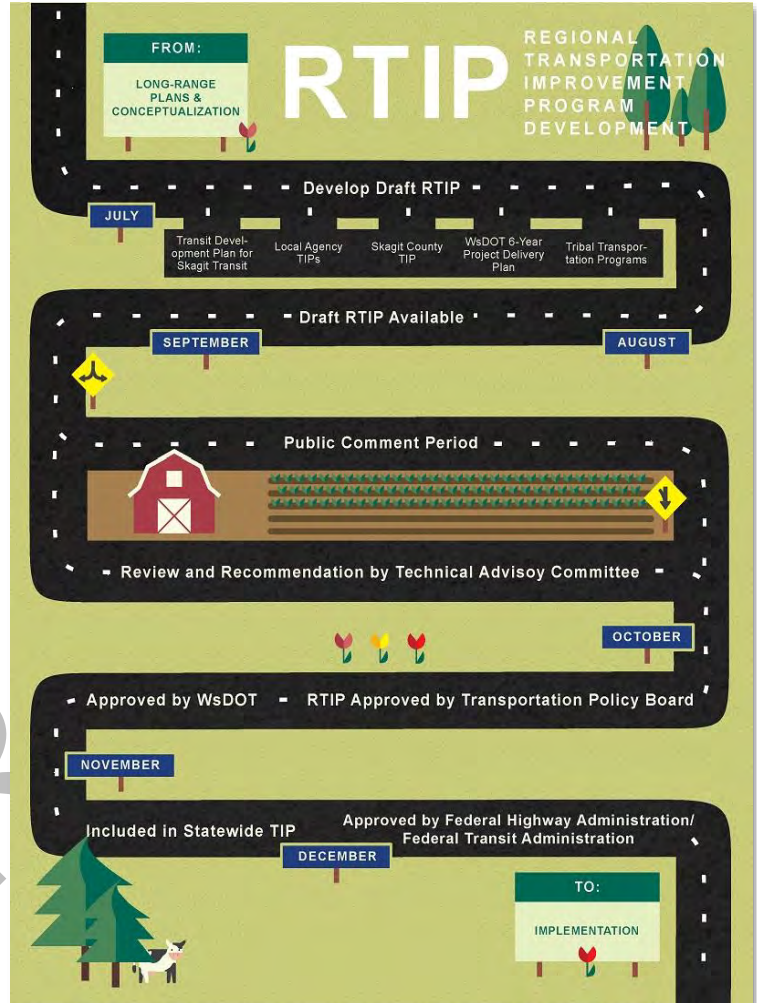 FROM:
LONG-RANGE
PLANS &
CONCEPTUALIZATION
RTIP
REGIONAL
TRANSPORTATION
IMPROVEMENT
PROGRAM
DEVELOPMENT
Develop Draft RTIP
JULY
Transit Devel-
opment Plan for
Skagit Transit
Local Agency
TIPs
Skagit County
TIP
WsDOT 6-Year
Project Delivery
Plan
Tribal Transpor-
tation Programs
Draft RTIP Available
SEPTEMBER
AUGUST
Public Comment Period
Review and Recommendation by Technical Advisoy Committee
OCTOBER
Approved by WsDOT - RTIP Approved by Transportation Policy Board
NOVEMBER
Included in Statewide TIP
Approved by Federal Highway Administration/
Federal Transit Administration
DECEMBER
TO:
IMPLEMENTATION